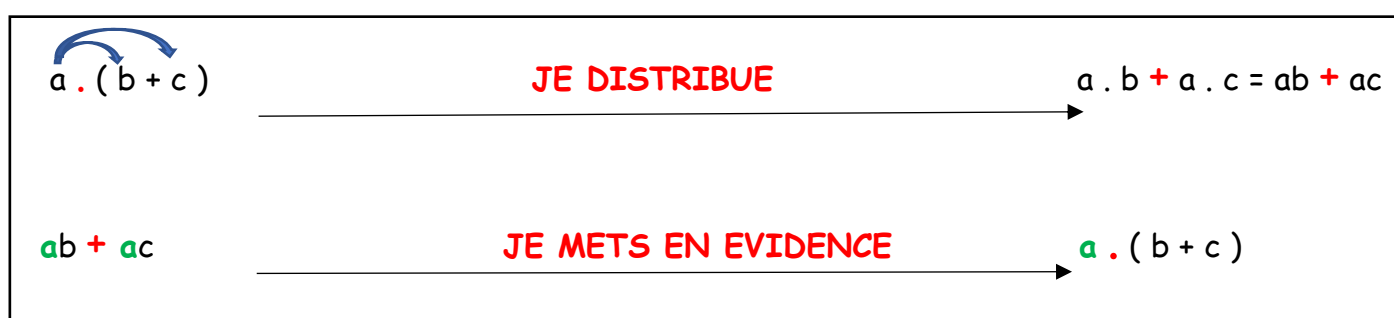 a . ( b + c ) JE DISTRIBUE a . b + a . c = ab + ac
ab + ac JE METS EN EVIDENCE a . ( b + c )